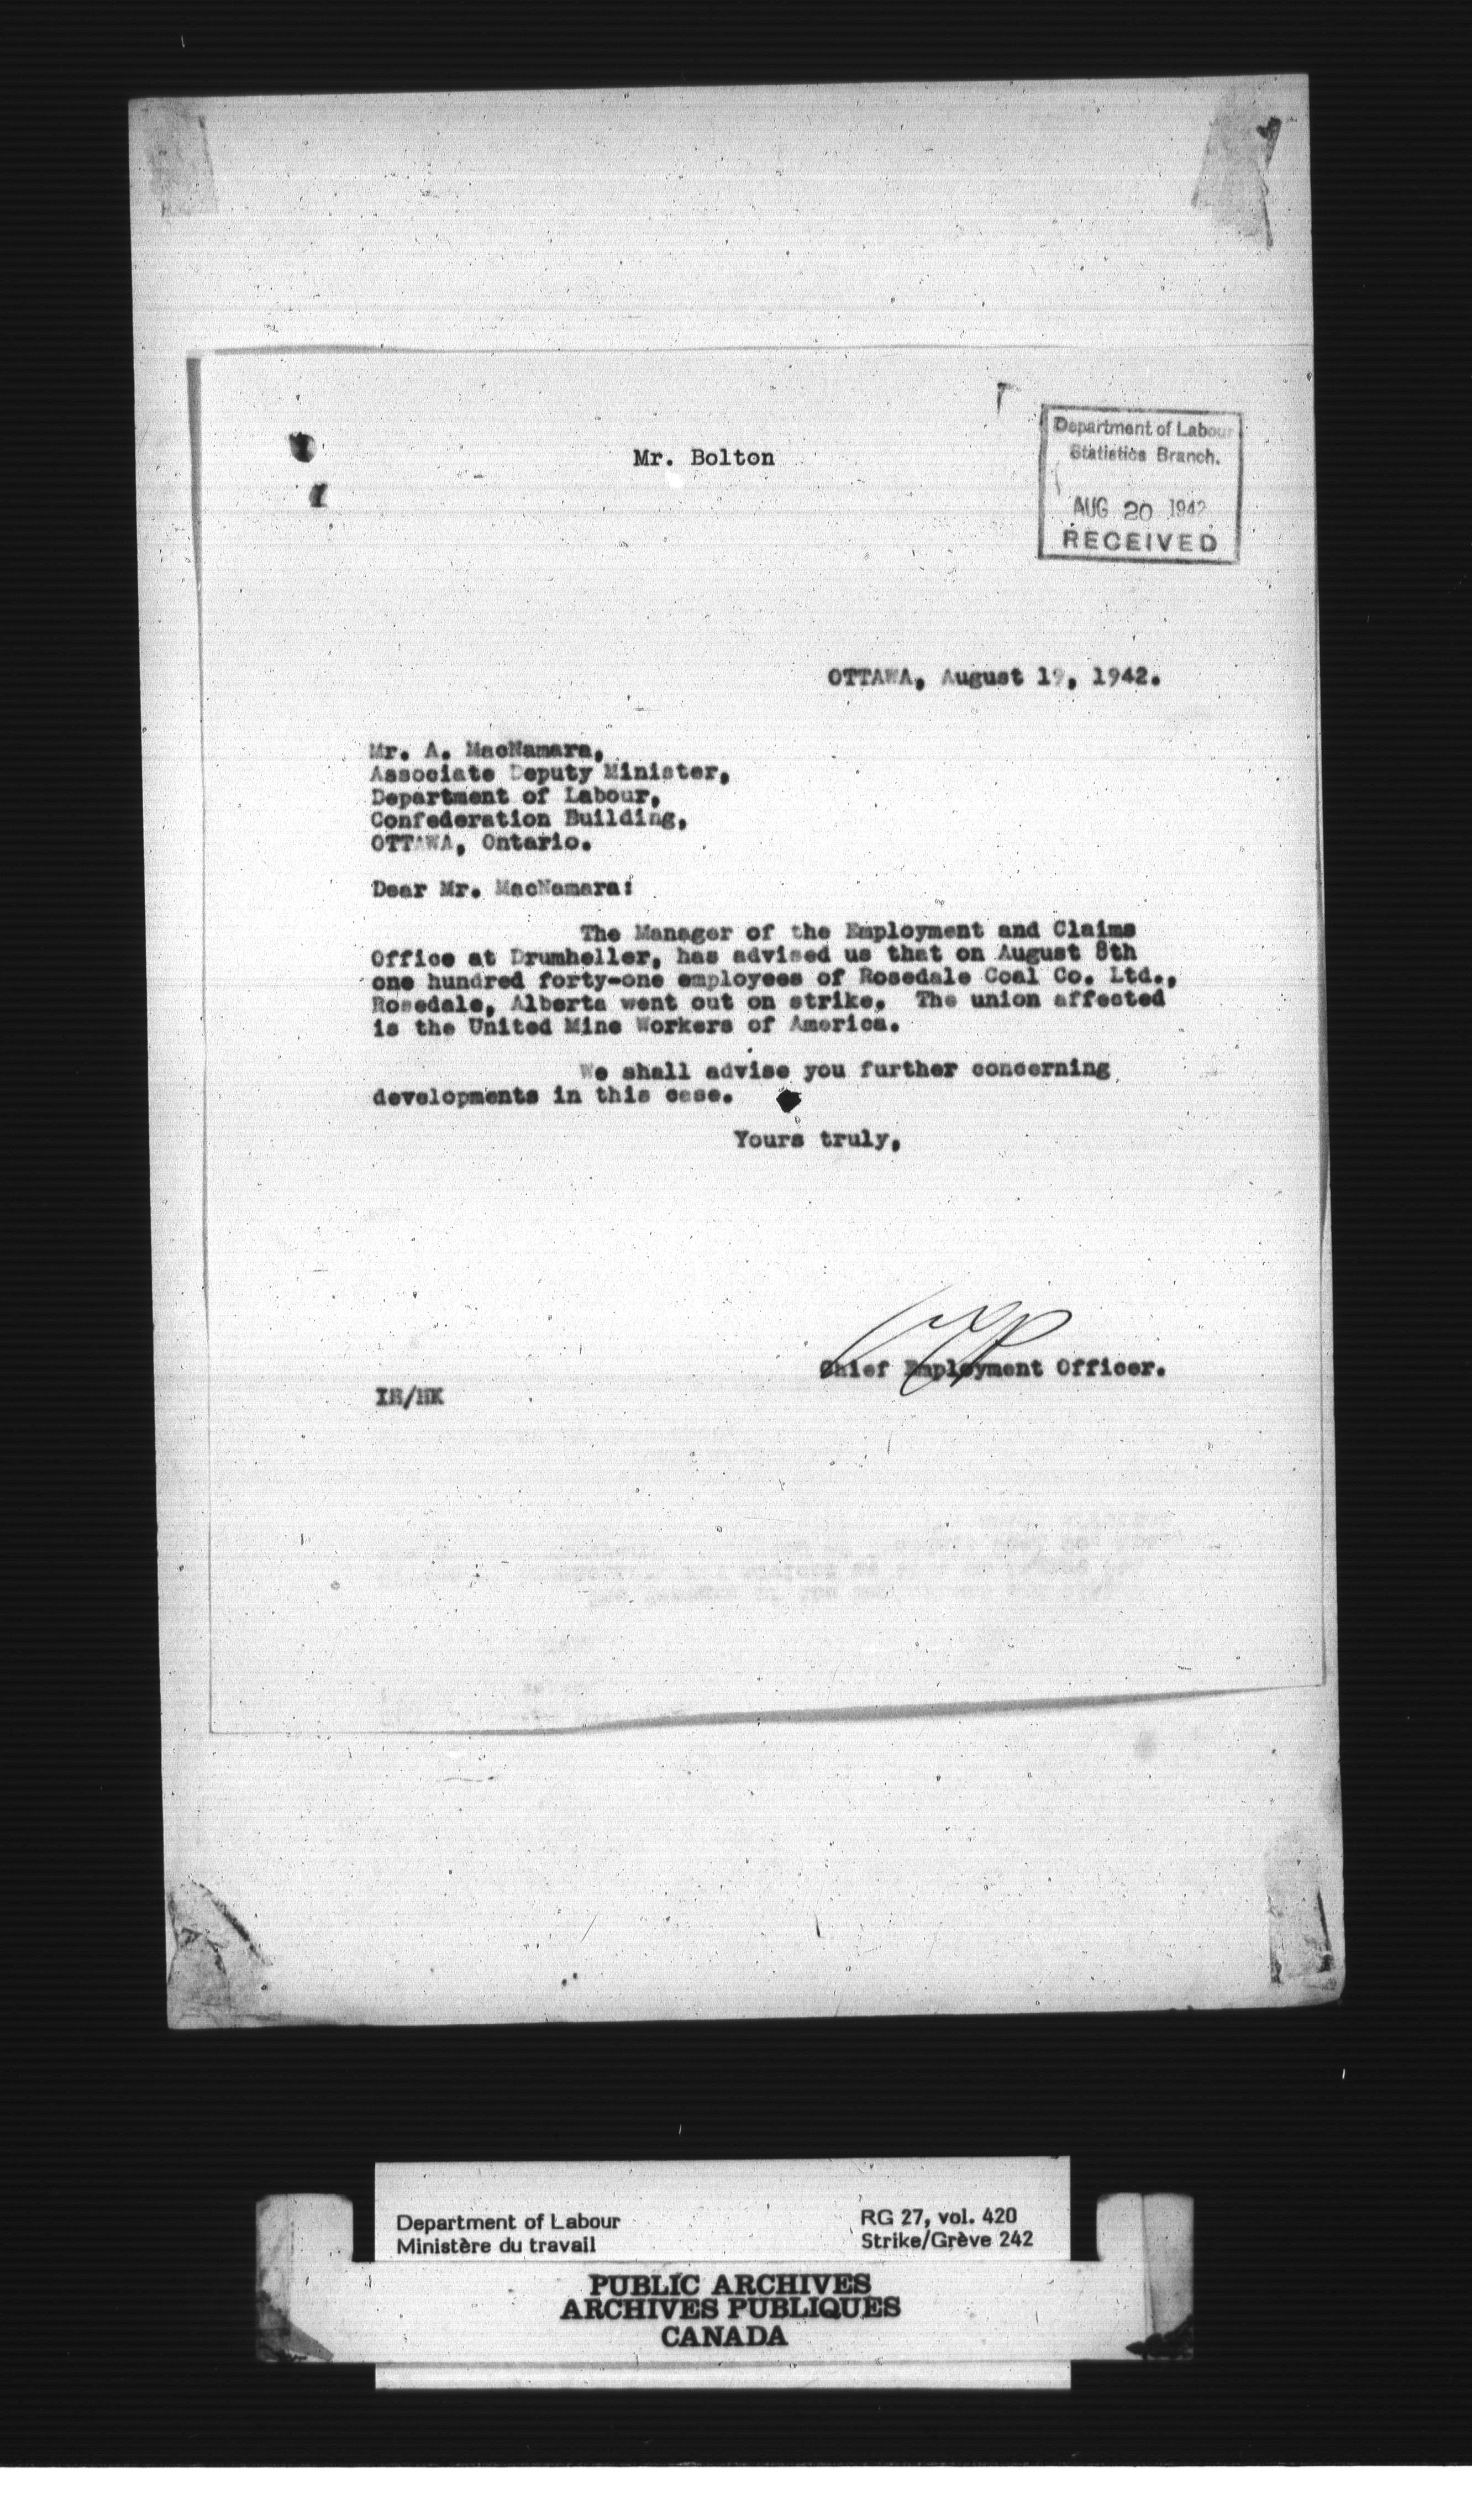 Mr. Bolton
Department of Labour
Statistics Branch.
AUG 20 1942
RECEIVED
OTTAWA, August 19, 1942.
Mr. A. MacNamara,
Associate Deputy Minister,
Department of Labour,
Confederation Building,
OTTAWA, Ontario.
Dear Mr. MacNamara:
The Manager of the Employment and Claims
Office at Drumheller, has advised us that on August 8th
one hundred forty-one employees of Rosedale Coal Co. Ltd.,
Rosedale, Alberta went out on strike. The union affected
is the United Mine Workers of America.
We shall advise you further concerning
developments in this case.
Yours truly,
Chief Employment Officer.
IH/HK
Department of Labour
Ministère du travail
RG 27, vol. 420
Strike/Grève 242
PUBLIC ARCHIVES
ARCHIVES PUBLIQUES
CANADA